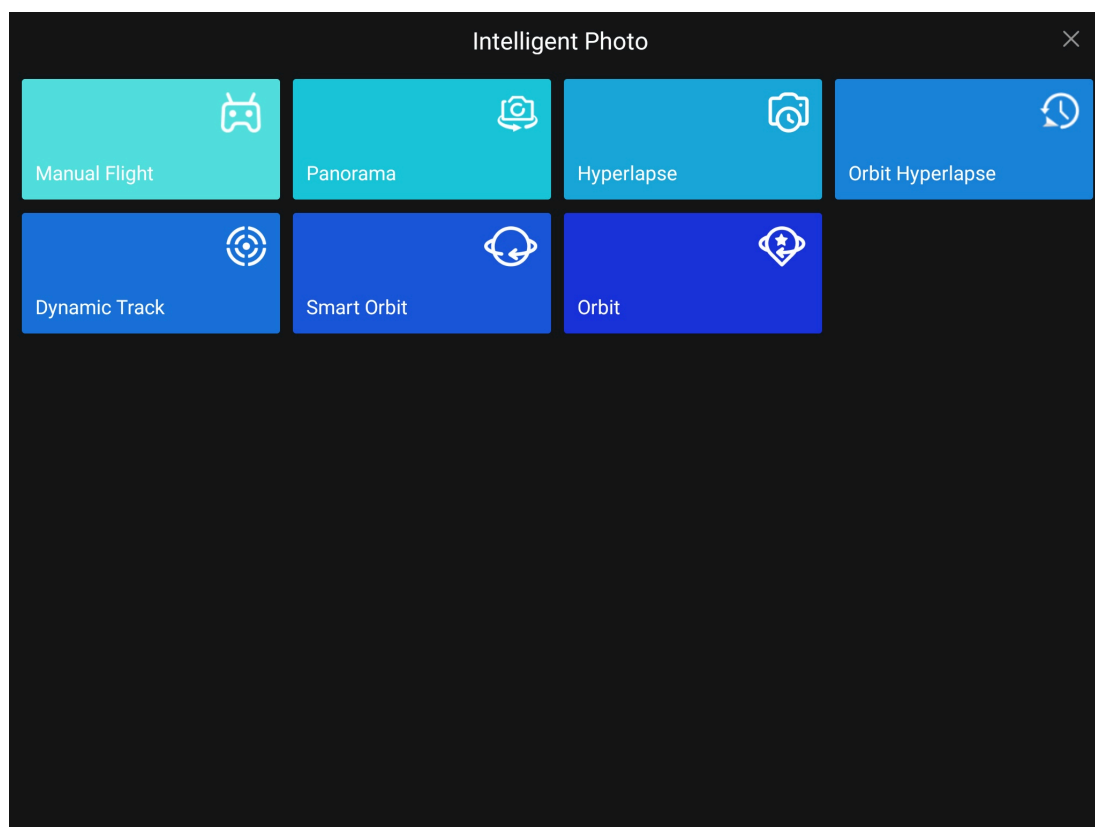 Intelligent Photo
Manual Flight
Panorama
Hyperlapse
Orbit Hyperlapse
Dynamic Track
Smart Orbit
Orbit